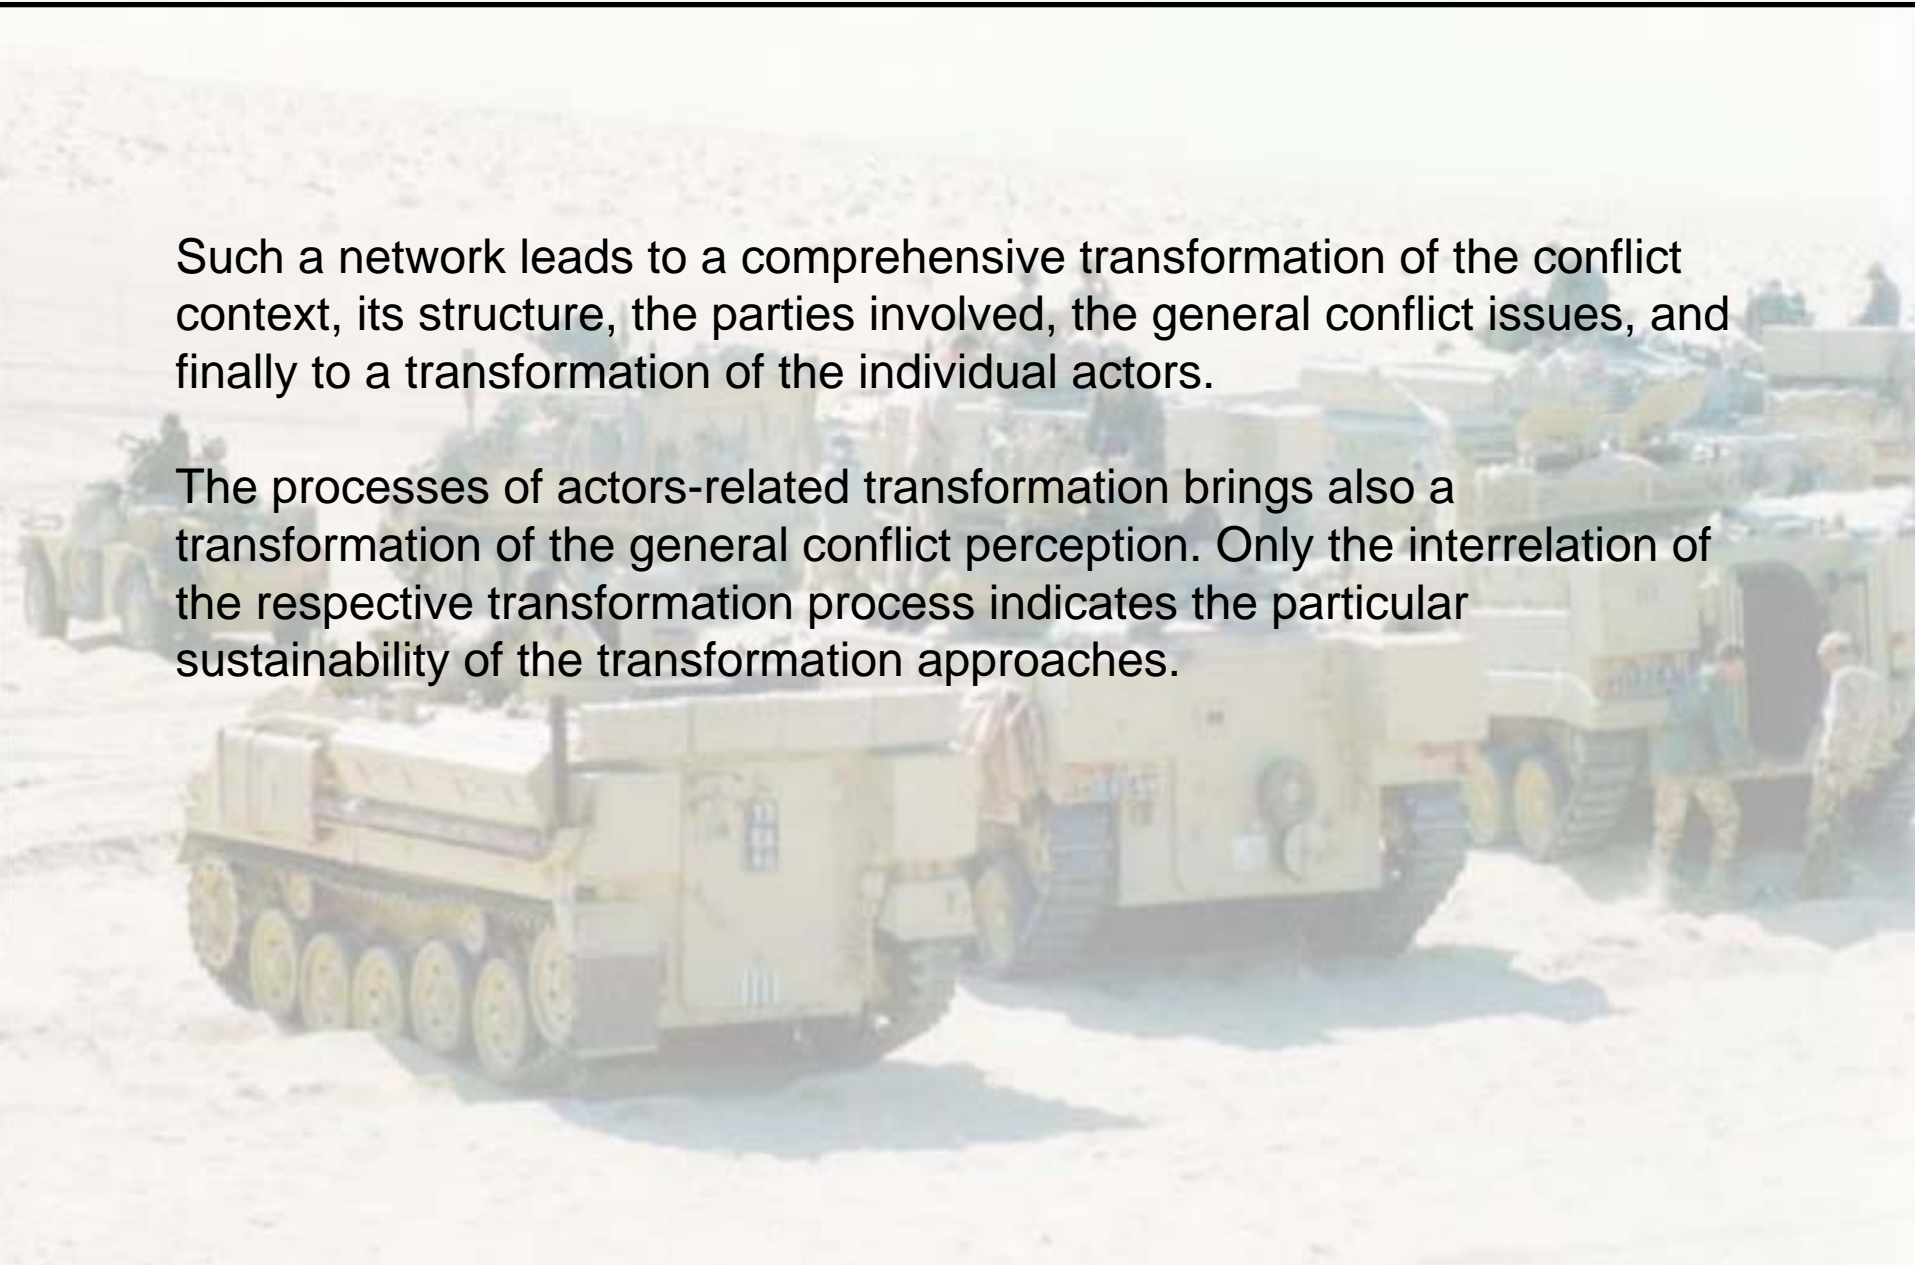 Such a network leads to a comprehensive transformation of the conflict
context, its structure, the parties involved, the general conflict issues, and
finally to a transformation of the individual actors.
The processes of actors-related transformation brings also a
transformation of the general conflict perception. Only the interrelation of
the respective transformation process indicates the particular
sustainability of the transformation approaches.